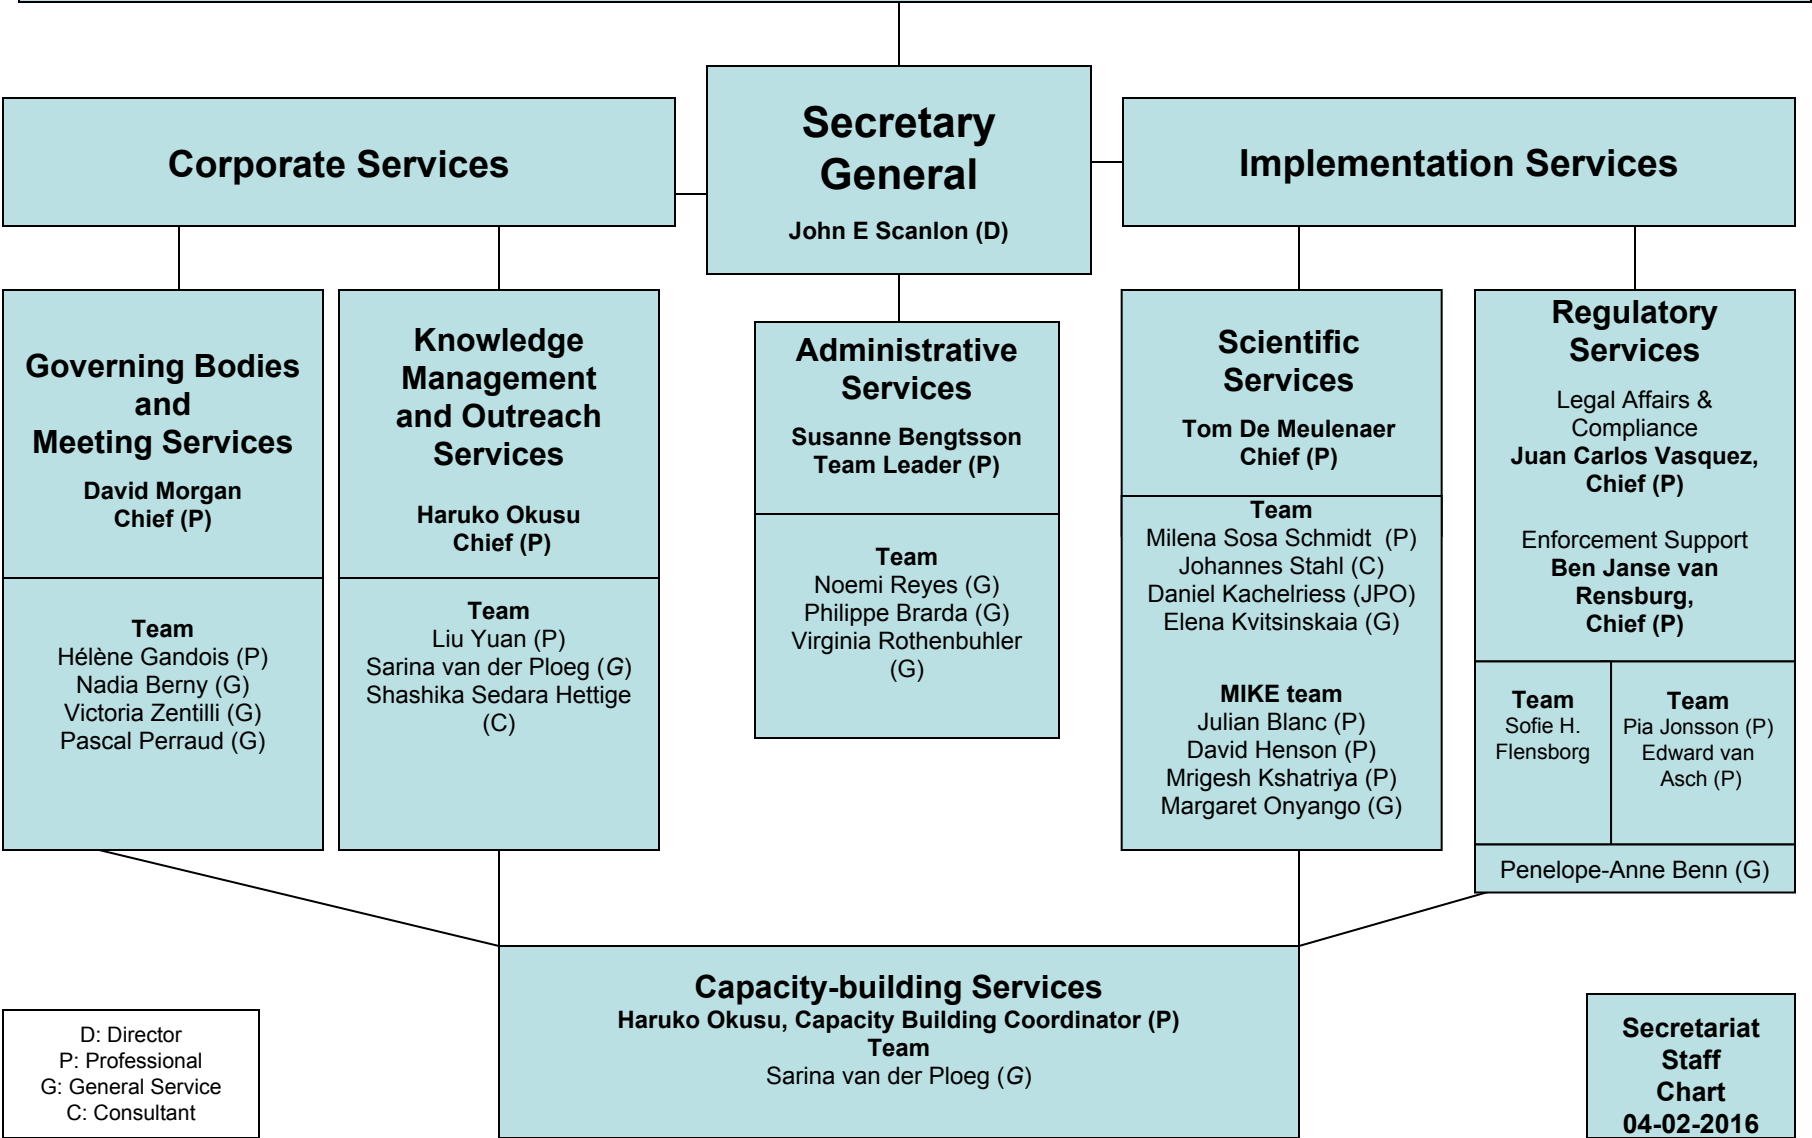 Secretary
General
John E Scanlon (D)
Corporate Services
Implementation Services
Governing Bodies
and
Meeting Services
David Morgan
Chief (P)
Team
Hélène Gandois (P)
Nadia Berny (G)
Victoria Zentilli (G)
Pascal Perraud (G)
Knowledge
Management
and Outreach
Services
Haruko Okusu
Chief (P)
Team
Liu Yuan (P)
Sarina van der Ploeg (G)
Shashika Sedara Hettige
(C)
Administrative
Services
Susanne Bengtsson
Team Leader (P)
Team
Noemi Reyes (G)
Philippe Brarda (G)
Virginia Rothenbuhler
(G)
Scientific
Services
Tom De Meulenaer
Chief (P)
Team
Milena Sosa Schmidt (P)
Johannes Stahl (C)
Daniel Kachelriess (JPO)
Elena Kvitsinskaia (G)
MIKE team
Julian Blanc (P)
David Henson (P)
Mrigesh Kshatriya (P)
Margaret Onyango (G)
Regulatory
Services
Legal Affairs &
Compliance
Juan Carlos Vasquez,
Chief (P)
Enforcement Support
Ben Janse van
Rensburg,
Chief (P)
Team
Sofie H.
Flensborg
Team
Pia Jonsson (P)
Edward van
Asch (P)
Penelope-Anne Benn (G)
Capacity-building Services
Haruko Okusu, Capacity Building Coordinator (P)
Team
Sarina van der Ploeg (G)
D: Director
P: Professional
G: General Service
C: Consultant
Secretariat
Staff
Chart
04-02-2016